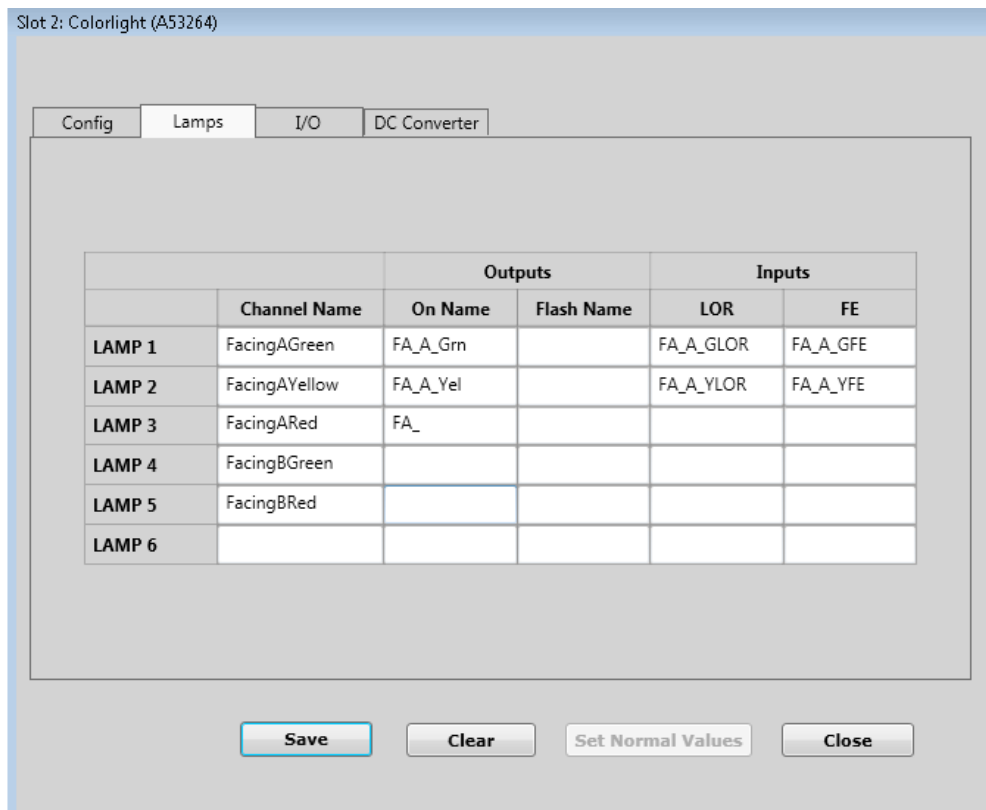 Slot 2: Colorlight (A53264)
Config Lamps I/O DC Converter
Outputs Inputs
Channel Name On Name Flash Name LOR FE
LAMP 1 FacingAGreen FA_A_Grn FA_A_GLOR FA_A_GFE
LAMP 2 FacingAYellow FA_A_Yel FA_A_YLOR FA_A_YFE
LAMP 3 FacingARed FA_
LAMP 4 FacingBGreen
LAMP 5 FacingBRed
LAMP 6
Save Clear Set Normal Values Close